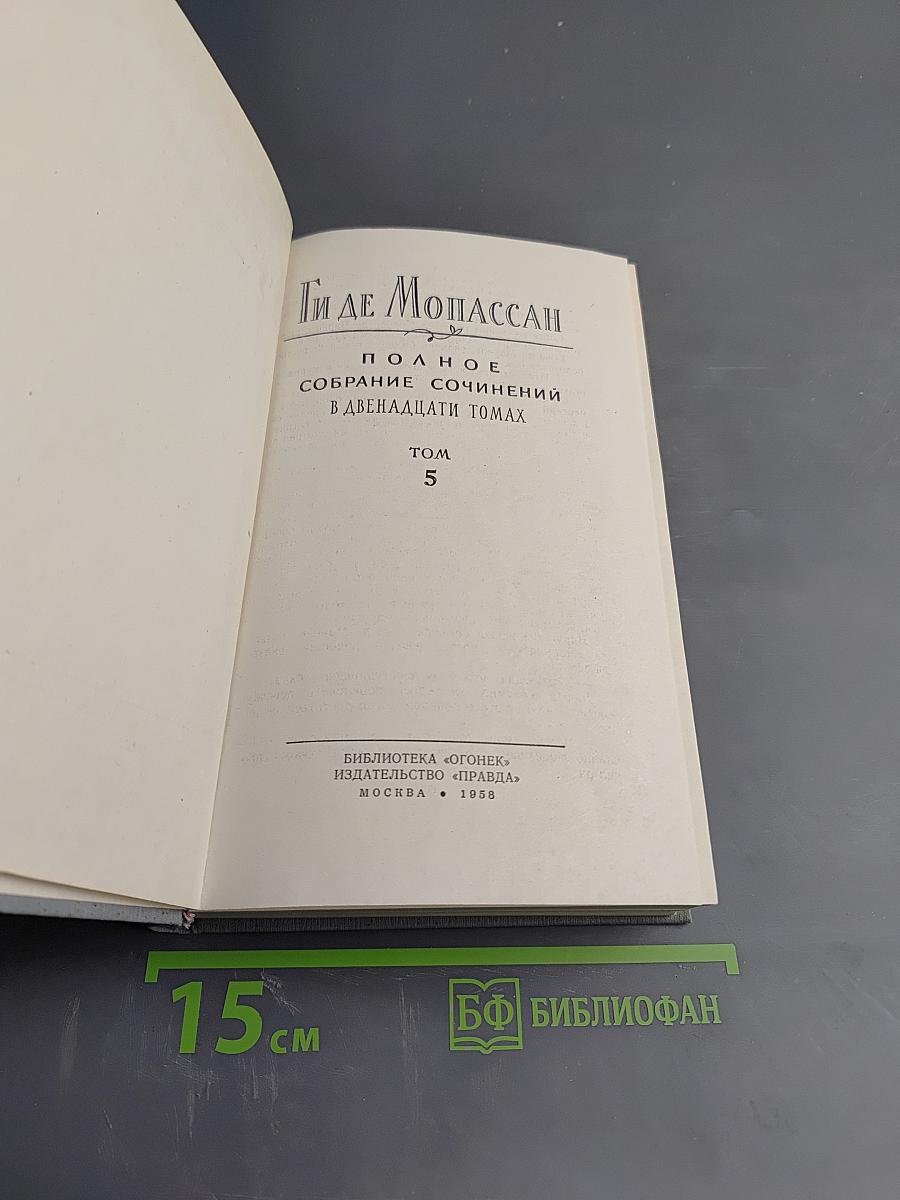 Ги де Мопассан
ПОЛНОЕ
СОБРАНИЕ СОЧИНЕНИЙ
В ДВЕНАДЦАТИ ТОМАХ
ТОМ
5
БИБЛИОТЕКА «ОГОНЕК»
ИЗДАТЕЛЬСТВО «ПРАВДА»
МОСКВА • 1958
15 см
БФ БИБЛИОФАН